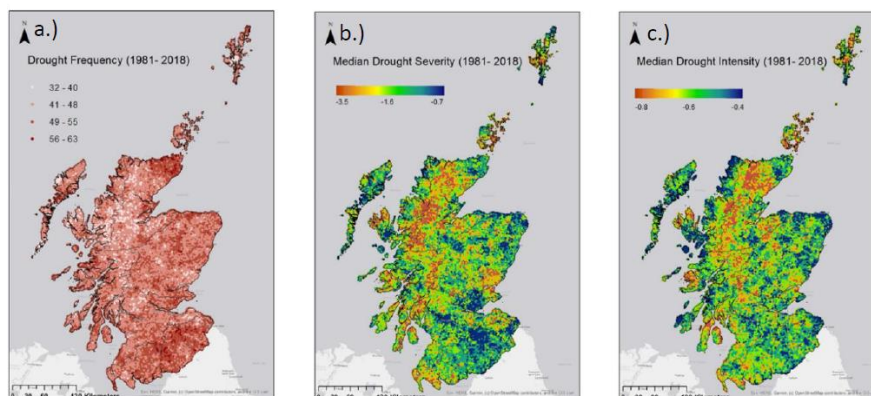 a.)
N
Drought Frequency (1981- 2018)
32 - 40
41 - 48
49 - 55
56 - 63
b.)
N
Median Drought Severity (1981- 2018)
-3.5 -1.6 -0.7
c.)
N
Median Drought Intensity (1981- 2018)
-0.8 -0.6 -0.4